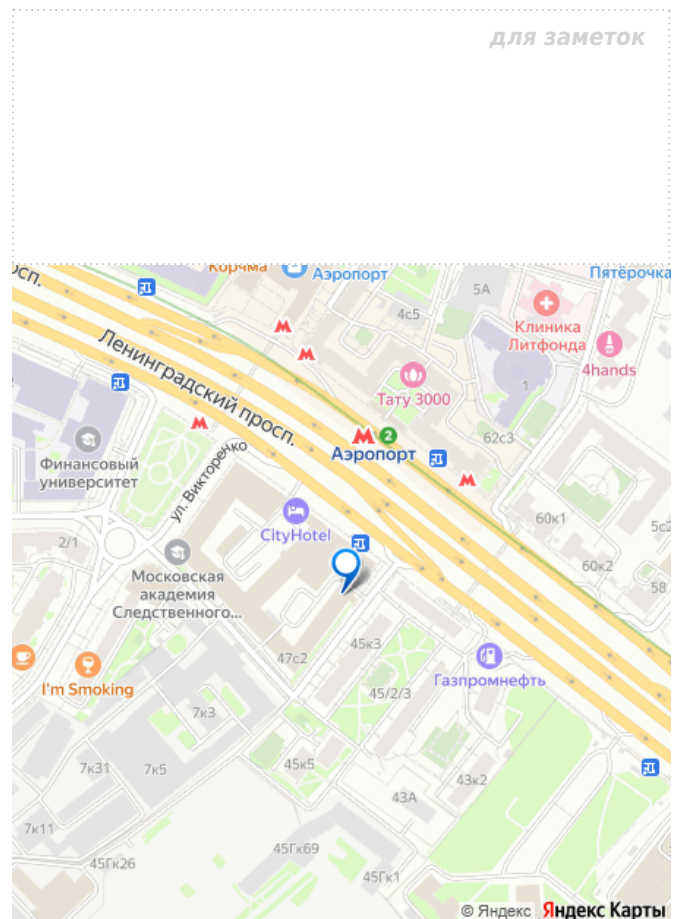 для заметок
осп.
Корчма
Аэропорт
Пятёрочка
5А
4с5
Клиника
Литфонда
4hands
1
Ленинградский просп.
Тату 3000
2
Аэропорт
62с3
Финансовый
университет
ул. Викторенко
CityHotel
60к1
5с2
2/1
60к2
58
Московская
академия
Следственного...
45к3
47с2
I'm Smoking
Газпромнефть
45/2/3
7к3
7к31
7к5
45к5
43к2
43А
7к11
45Гк26
45Гк69
45Гк1
© Яндекс Яндекс Карты